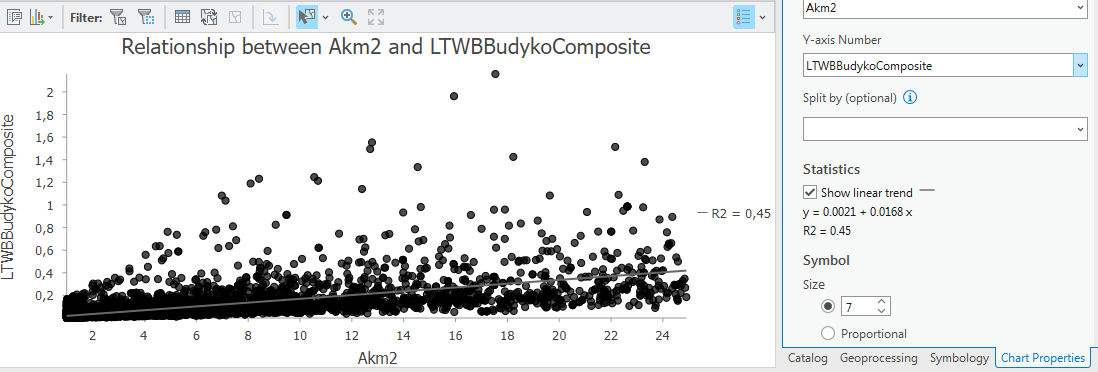 Filter:
Relationship between Akm2 and LTWBBudykoComposite
LTWBBudykoComposite
2
1,8
1,6
1,4
1,2
1
0,8
0,6
0,4
0,2
2 4 6 8 10 12 14 16 18 20 22 24
Akm2
R2 = 0,45
Akm2
Y-axis Number
LTWBBudykoComposite
Split by (optional)
Statistics
Show linear trend
y = 0.0021 + 0.0168 x
R2 = 0.45
Symbol
Size
7
Proportional
Catalog Geoprocessing Symbology Chart Properties